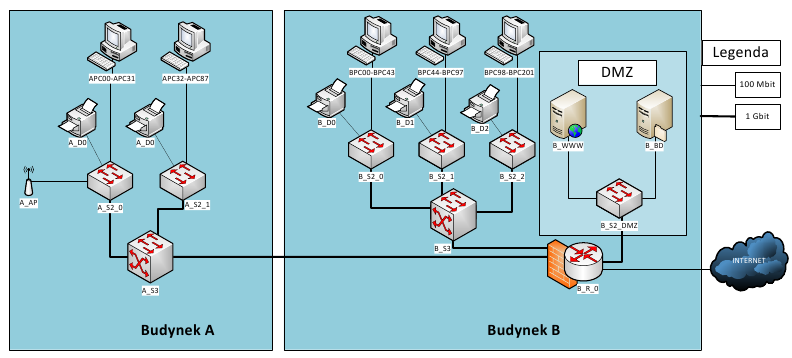 APC00-APC31
APC32-APC87
A_D0
A_D0
A_AP
A_S2_0
A_S2_1
A_S3
Budynek A
BPC00-BPC43
BPC44-BPC97
BPC98-BPC201
B_D0
B_D1
B_D2
B_S2_0
B_S2_1
B_S2_2
B_S3
DMZ
B_WWW
B_BD
B_S2_DMZ
B_R_0
Budynek B
INTERNET
Legenda
100 Mbit
1 Gbit